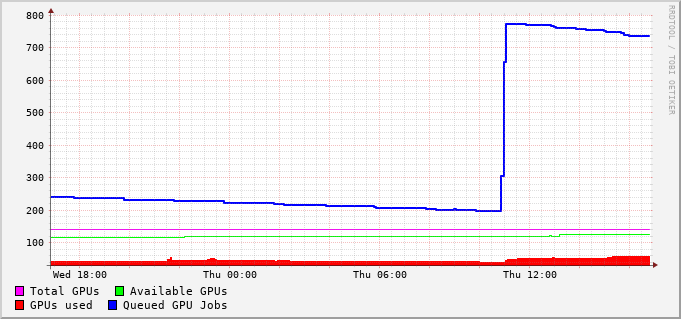 800
700
600
500
400
300
200
100
Wed 18:00 Thu 00:00 Thu 06:00 Thu 12:00
Total GPUs Available GPUs
GPUs used Queued GPU Jobs
RRDTOOL / TOBI OETIKER